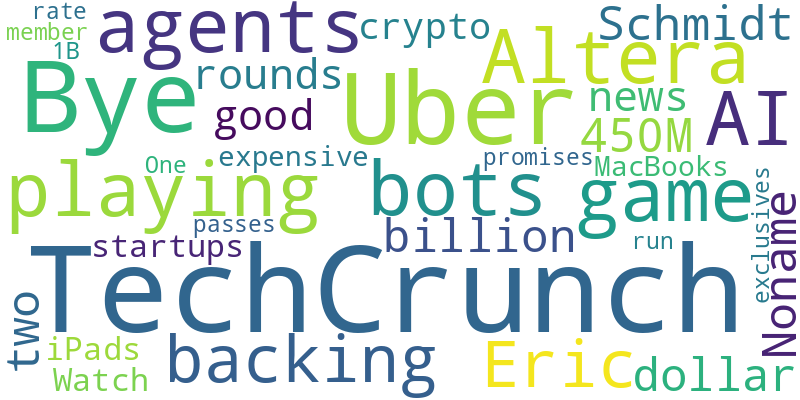 rate
member
1B
agents
crypto
Schmidt
Bye
rounds
good
Uber
Altera
news
450M
AI
One
expensive
promises
MacBooks
playing
passes
bots
game
exclusives
Noname
startups
billion
run
TechCrunch
two
iPads
Watch
backing
Eric
dollar